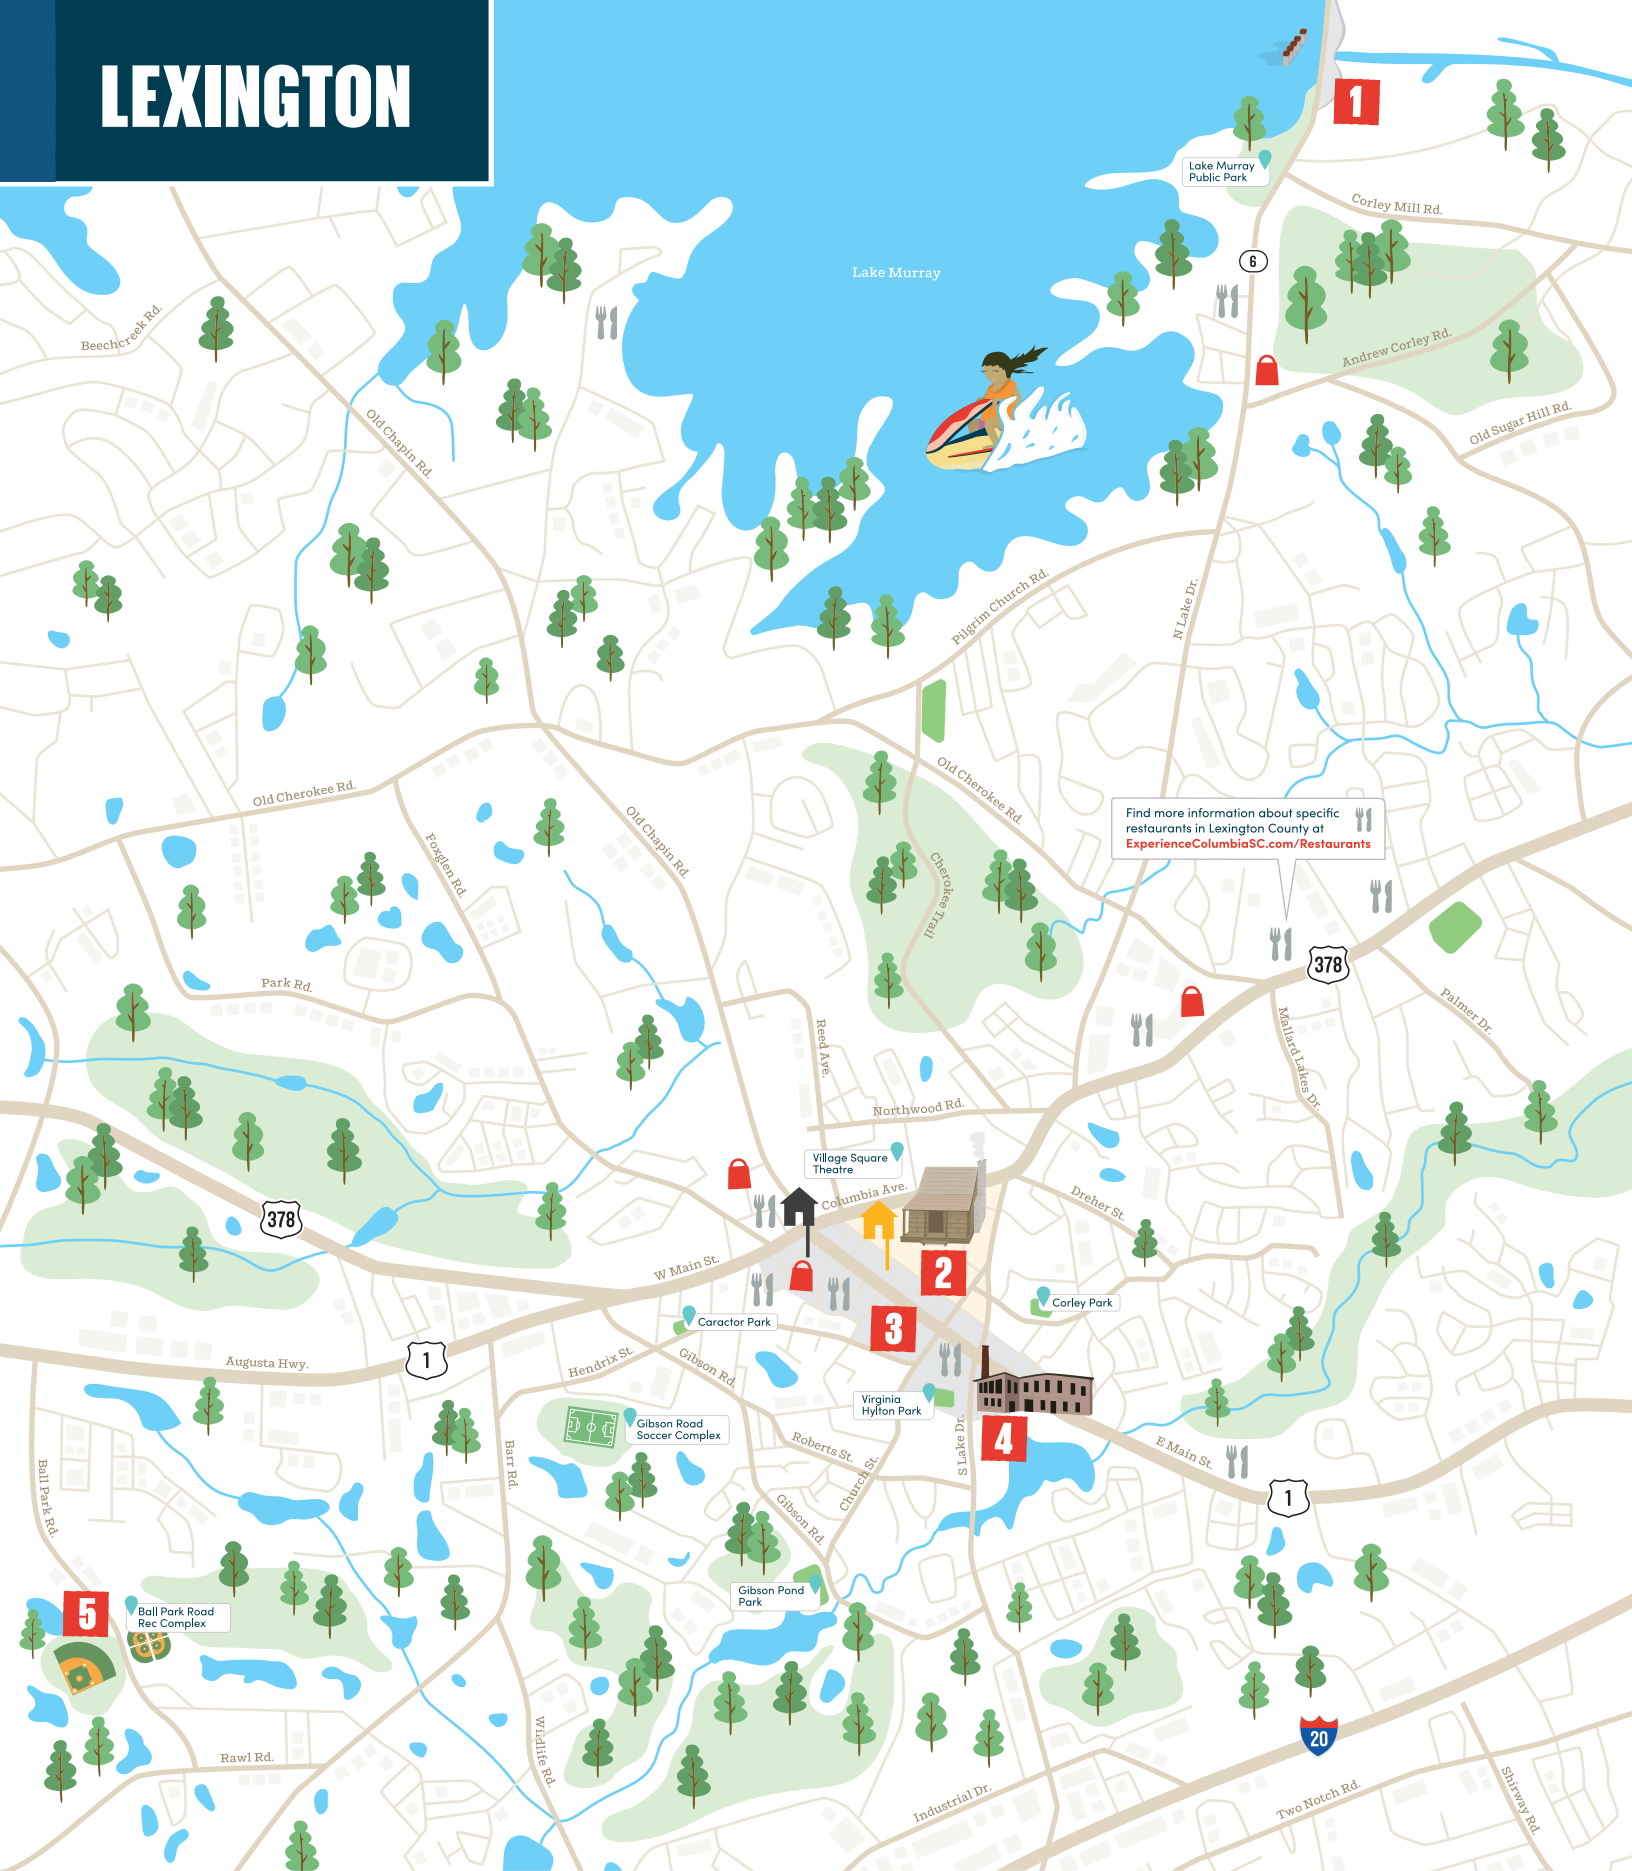 LEXINGTON
1
Lake Murray
Public Park
Corley Mill Rd.
6
Lake Murray
Beechcreek Rd.
Andrew Corley Rd.
Old Chapin Rd.
Old Sugar Hill Rd.
Pilgrim Church Rd.
N Lake Dr.
Old Cherokee Rd.
Old Cherokee Rd.
Foxglen Rd.
Old Chapin Rd.
Cherokee Trail
Find more information about specific
restaurants in Lexington County at
ExperienceColumbiaSC.com/Restaurants
378
Park Rd.
Palmer Dr.
Mallard Lakes Dr.
Reed Ave.
Northwood Rd.
Village Square
Theatre
Columbia Ave.
Dreher St.
378
W Main St.
2
Corley Park
Caractor Park
3
1
Augusta Hwy.
Hendrix St.
Gibson Rd.
Virginia
Hylton Park
Gibson Road
Soccer Complex
4
Roberts St.
S Lake Dr.
Church St.
E Main St.
1
Barr Rd.
Ball Park Rd.
Gibson Rd.
Gibson Pond
Park
5
Ball Park Road
Rec Complex
Wildlife Rd.
Rawl Rd.
20
Industrial Dr.
Two Notch Rd.
Shirway Rd.